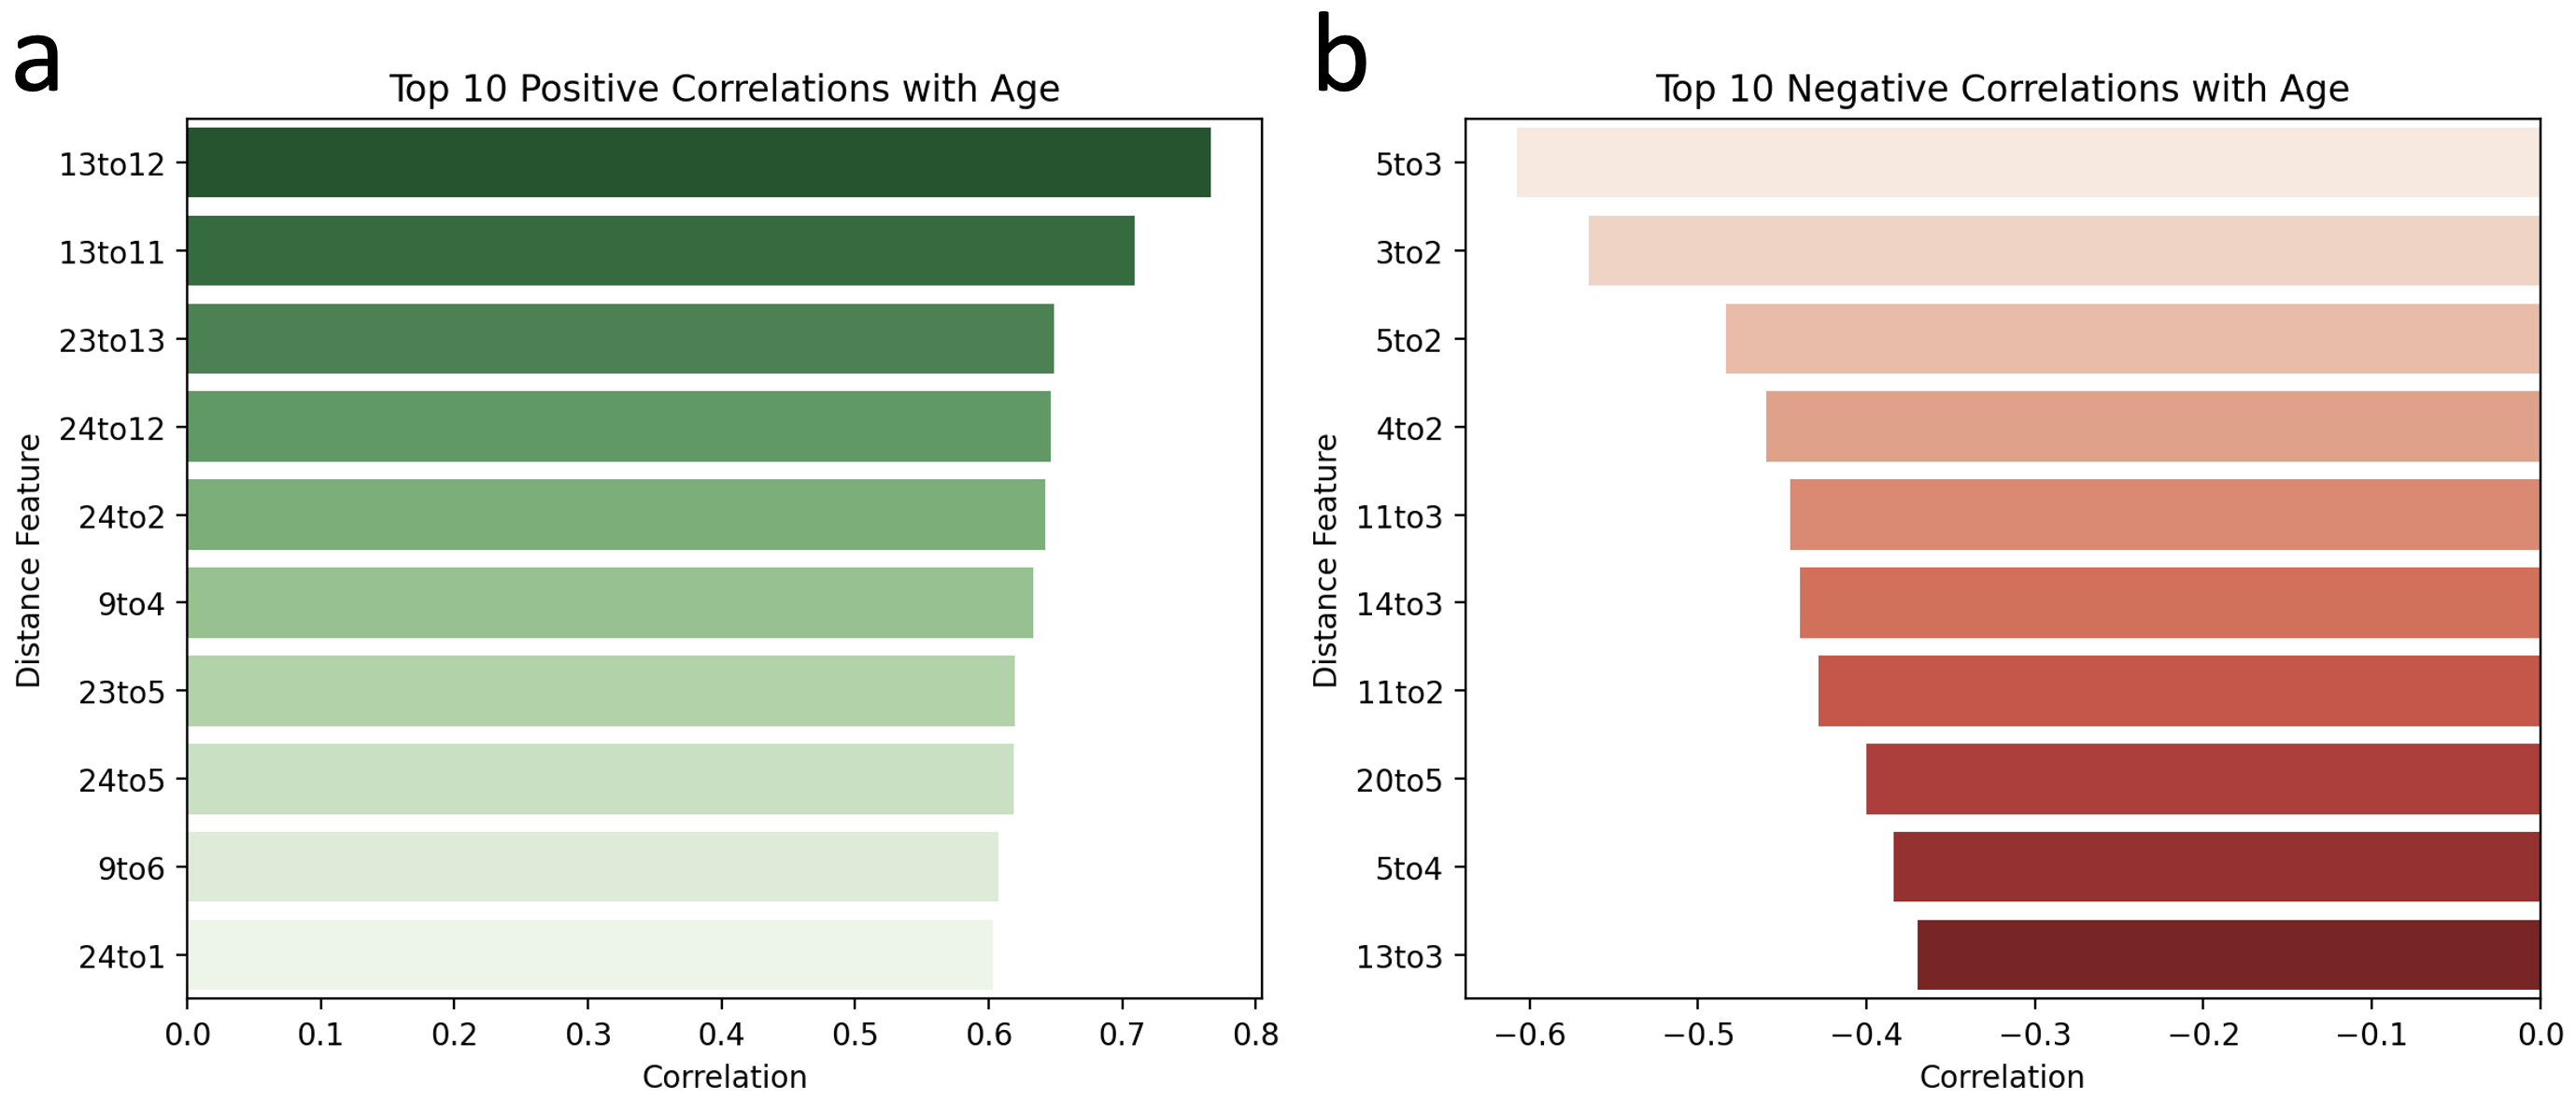 a
Top 10 Positive Correlations with Age
Distance Feature
13to12
13to11
23to13
24to12
24to2
9to4
23to5
24to5
9to6
24to1
0.0 0.1 0.2 0.3 0.4 0.5 0.6 0.7 0.8
Correlation
b
Top 10 Negative Correlations with Age
Distance Feature
5to3
3to2
5to2
4to2
11to3
14to3
11to2
20to5
5to4
13to3
−0.6 −0.5 −0.4 −0.3 −0.2 −0.1 0.0
Correlation